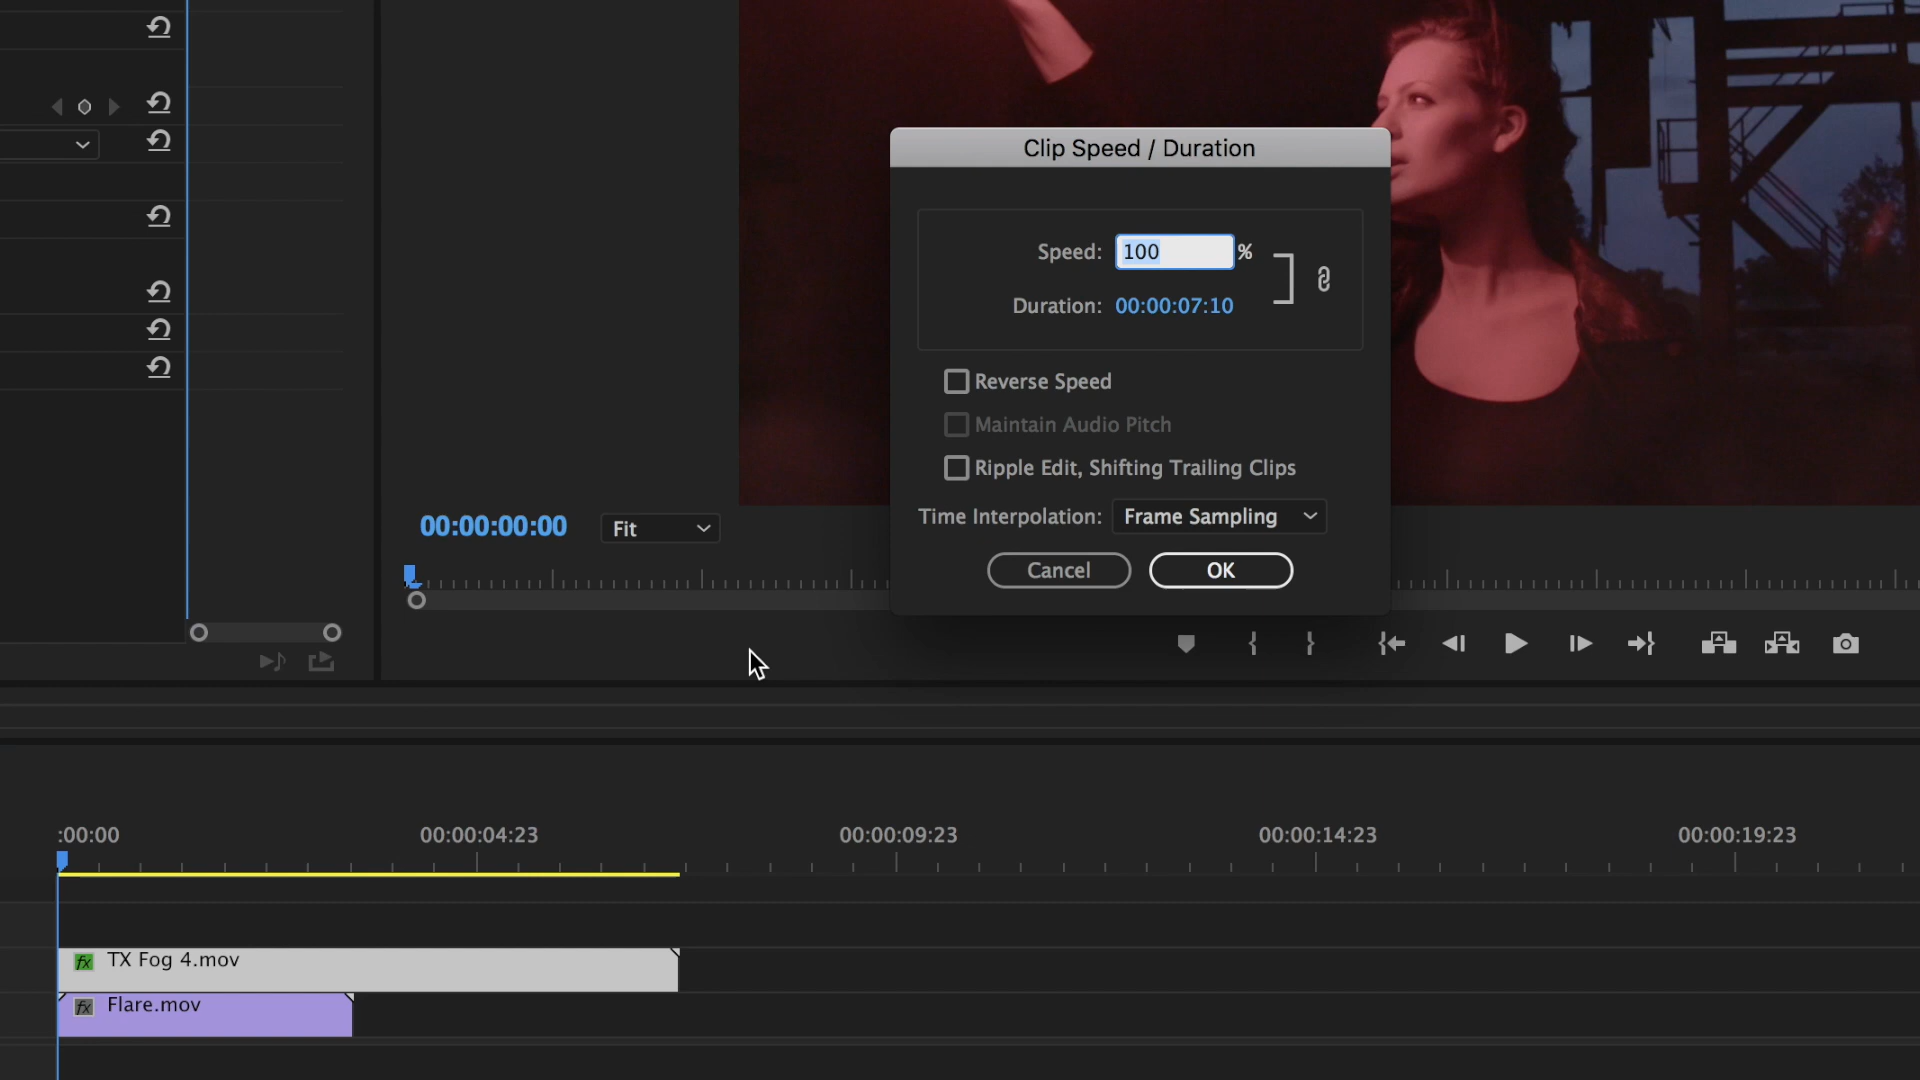 Clip Speed / Duration
Speed: 100 %
Duration: 00:00:07:10
Reverse Speed
Maintain Audio Pitch
Ripple Edit, Shifting Trailing Clips
Time Interpolation: Frame Sampling
Cancel OK
00:00:00:00 Fit
:00:00 00:00:04:23 00:00:09:23 00:00:14:23 00:00:19:23
fx TX Fog 4.mov
fx Flare.mov